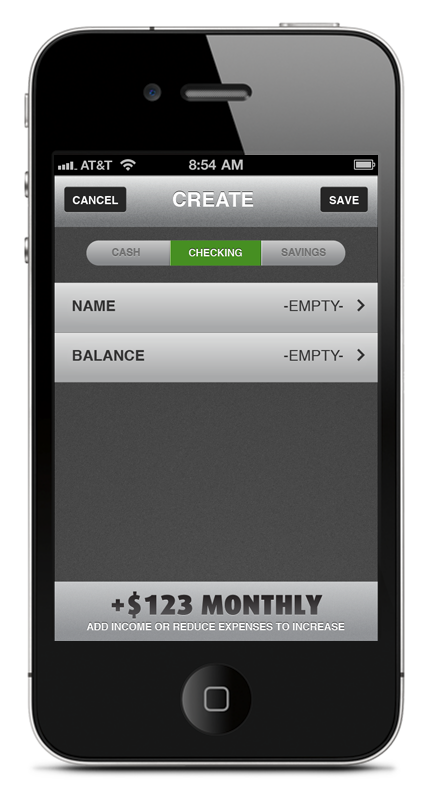 AT&T 8:54 AM
CANCEL CREATE SAVE
CASH CHECKING SAVINGS
NAME -EMPTY-
BALANCE -EMPTY-
+$123 MONTHLY
ADD INCOME OR REDUCE EXPENSES TO INCREASE